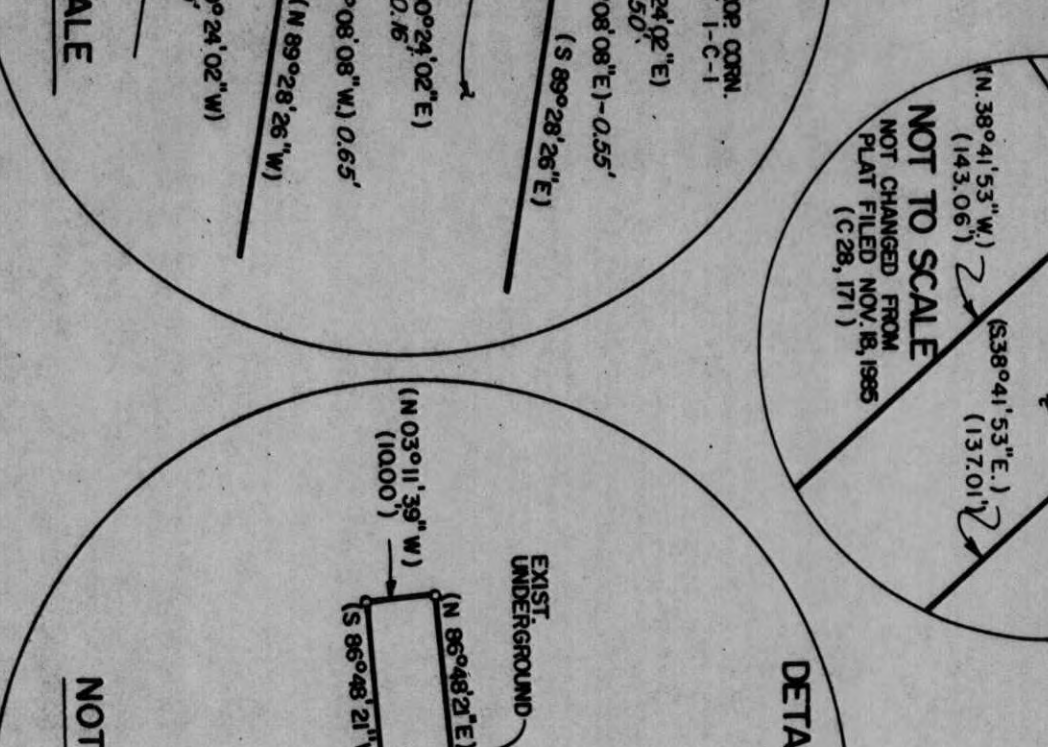 OP. CORN.
1-C-1
24'02"E)
50'
08'08"E)-0.55'
(S 89°28'26"E)
0°24'02"E)
0.16'
°08'08"W.) 0.65'
(N 89°28'26"W)
°24'02"W)
ALE
(N.38°41'53"W.)
(143.06')
(S.38°41'53"E.)
(137.01')
NOT TO SCALE
NOT CHANGED FROM
PLAT FILED NOV. 18, 1985
(C 28, 171)
DETA
EXIST.
UNDERGROUND
(N 03°11'39"W)
(10.00')
(N 86°48'21"E)
(S 86°48'21"
NOT